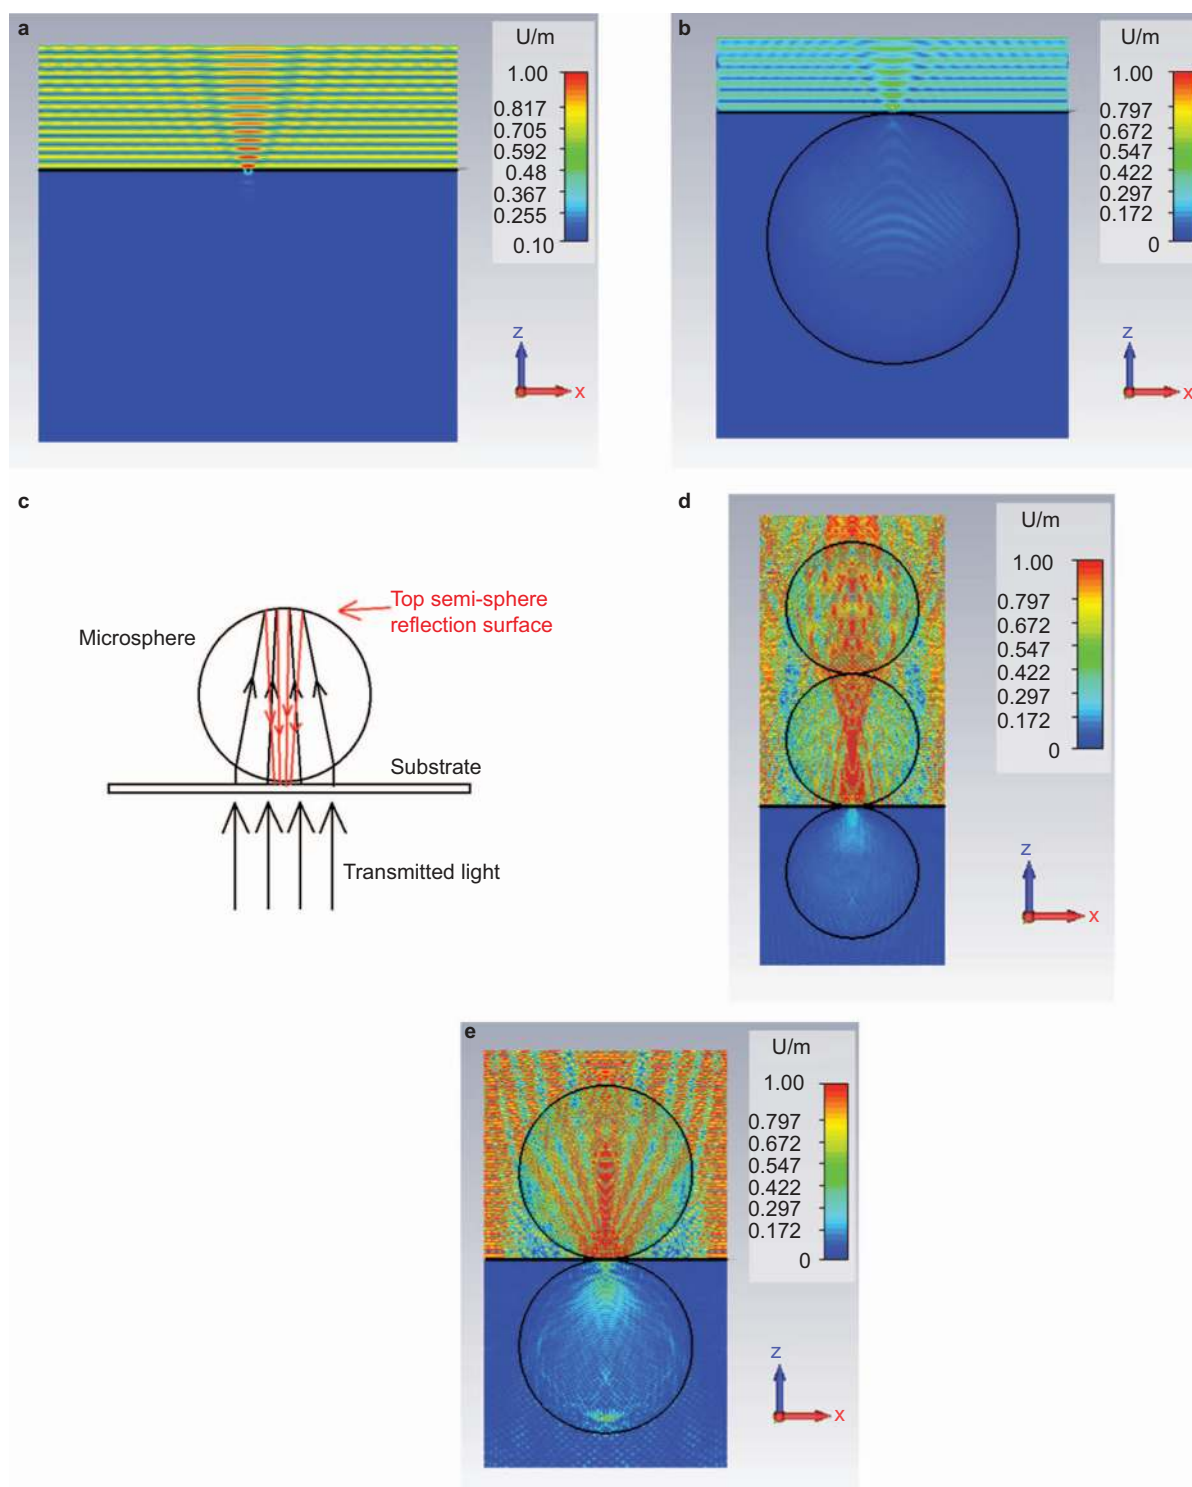 a
U/m
1.00
0.817
0.705
0.592
0.48
0.367
0.255
0.10
z
x
b
U/m
1.00
0.797
0.672
0.547
0.422
0.297
0.172
0
z
x
c
Top semi-sphere
reflection surface
Microsphere
Substrate
Transmitted light
d
U/m
1.00
0.797
0.672
0.547
0.422
0.297
0.172
0
z
x
e
U/m
1.00
0.797
0.672
0.547
0.422
0.297
0.172
0
z
x